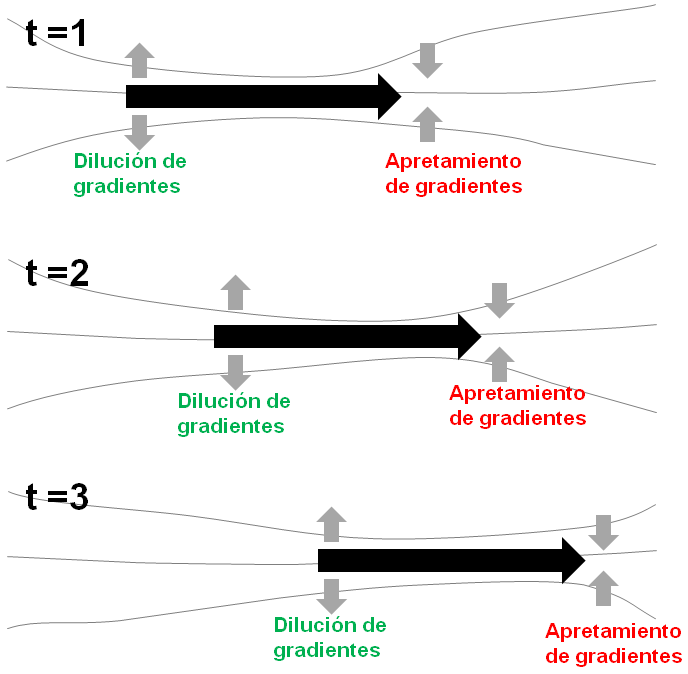 t =1
Dilución de
gradientes
Apretamiento
de gradientes
t =2
Dilución de
gradientes
Apretamiento
de gradientes
t =3
Dilución de
gradientes
Apretamiento
de gradientes